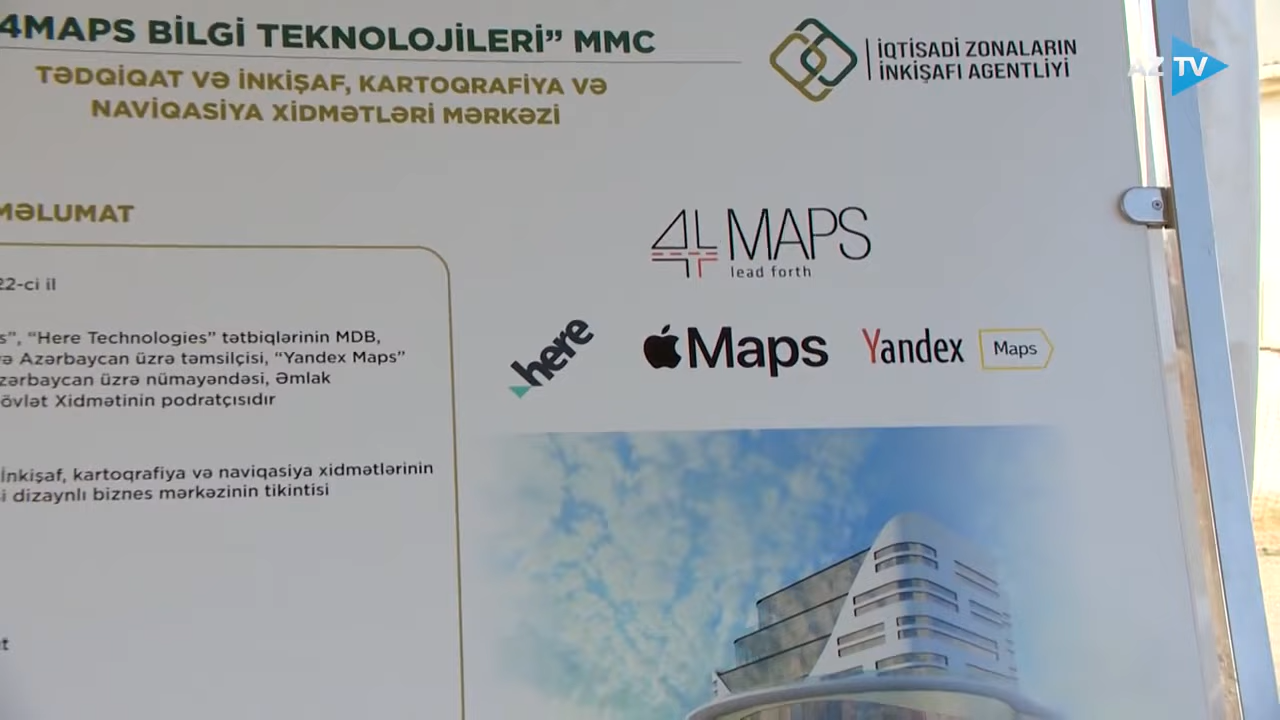 4MAPS BİLGİ TEKNOLOJİLERİ” MMC
TƏDQİQAT VƏ İNKİŞAF, KARTOQRAFİYA VƏ
NAVİQASİYA XİDMƏTLƏRİ MƏRKƏZİ
İQTİSADİ ZONALARIN
İNKİŞAFI AGENTLİYİ
AZTV
MƏLUMAT
22-ci il
s”, “Here Technologies” tətbiqlərinin MDB,
Azərbaycan üzrə təmsilçisi, “Yandex Maps”
zərbaycan üzrə nümayəndəsi, Əmlak
övlət Xidmətinin podratçısıdır
İnkişaf, kartoqrafiya və naviqasiya xidmətlərinin
i dizaynlı biznes mərkəzinin tikintisi
4MAPS
lead forth
here
Maps
Yandex Maps